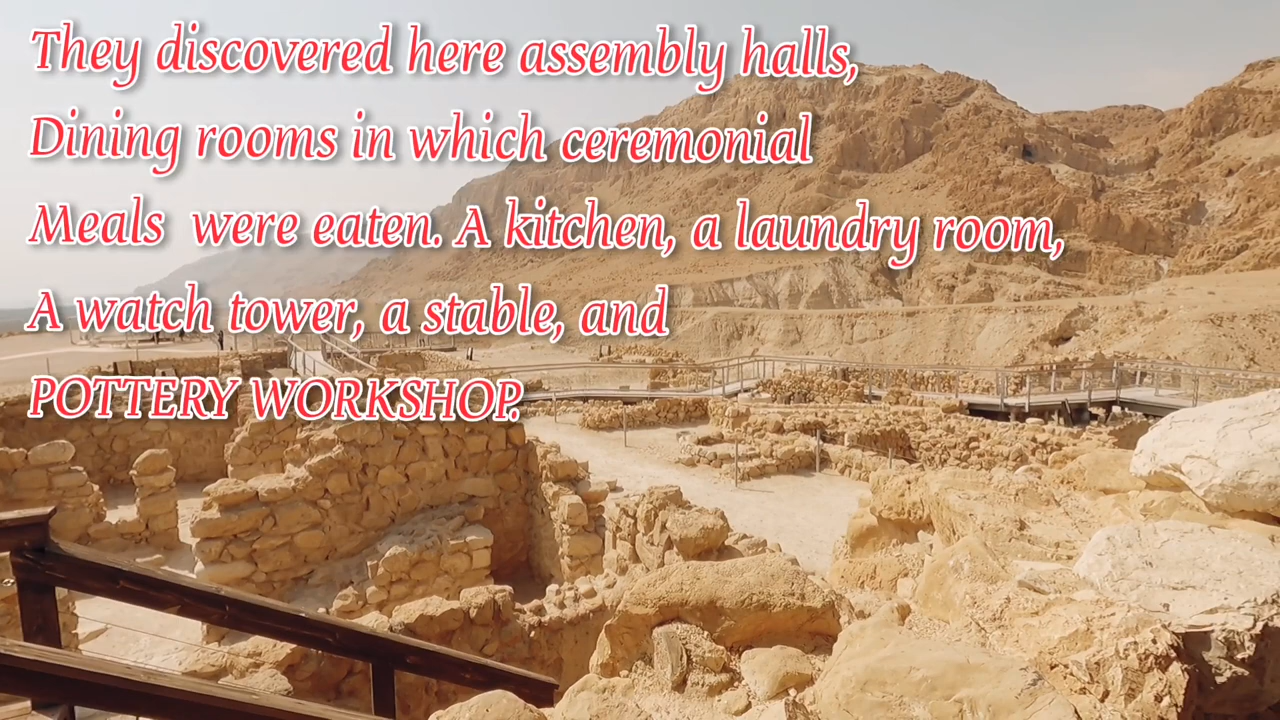 They discovered here assembly halls,
Dining rooms in which ceremonial
Meals  were eaten. A kitchen, a laundry room,
A watch tower, a stable, and
POTTERY WORKSHOP.